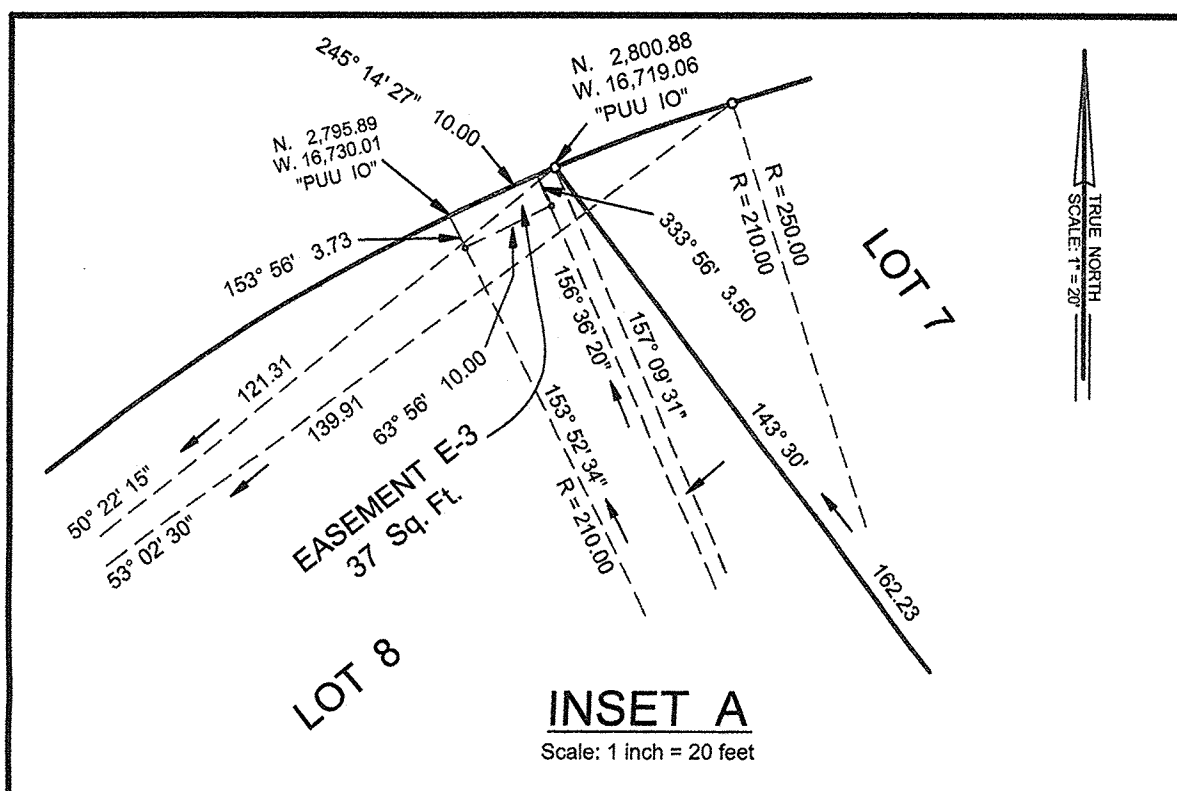 245° 14' 27" 10.00
N. 2,800.88
W. 16,719.06
"PUU IO"
N. 2,795.89
W. 16,730.01
"PUU IO"
TRUE NORTH
SCALE: 1" = 20'
R = 250.00
R = 210.00
LOT 7
153° 56' 3.73
333° 56' 3.50
156° 36' 20"
157° 09' 31"
121.31
139.91
63° 56' 10.00
153° 52' 34"
R = 210.00
143° 30'
162.23
50° 22' 15"
53° 02' 30"
EASEMENT E-3
37 Sq. Ft.
LOT 8
INSET A
Scale: 1 inch = 20 feet